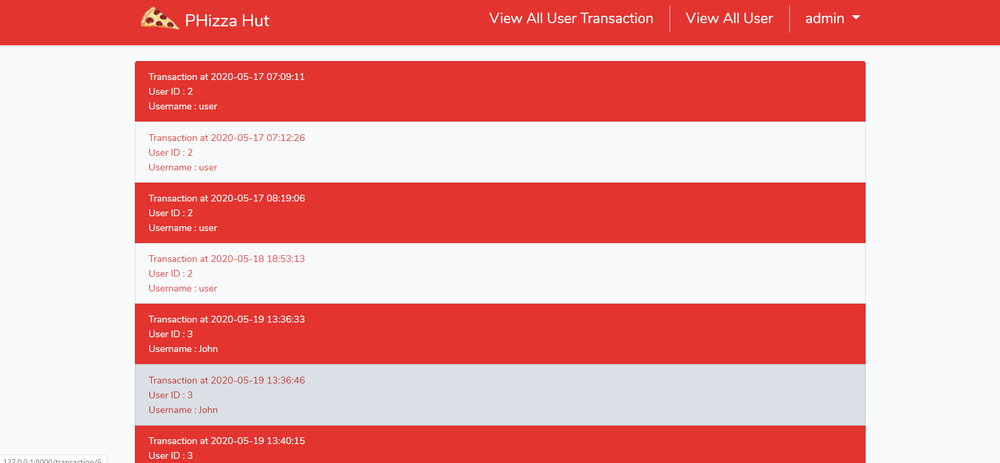 PHizza Hut
View All User Transaction
View All User
admin
Transaction at 2020-05-17 07:09:11
User ID : 2
Username : user
Transaction at 2020-05-17 07:12:26
User ID : 2
Username : user
Transaction at 2020-05-17 08:19:06
User ID : 2
Username : user
Transaction at 2020-05-18 18:53:13
User ID : 2
Username : user
Transaction at 2020-05-19 13:36:33
User ID : 3
Username : John
Transaction at 2020-05-19 13:36:46
User ID : 3
Username : John
Transaction at 2020-05-19 13:40:15
User ID : 3
127.0.0.1:8000/transaction/6